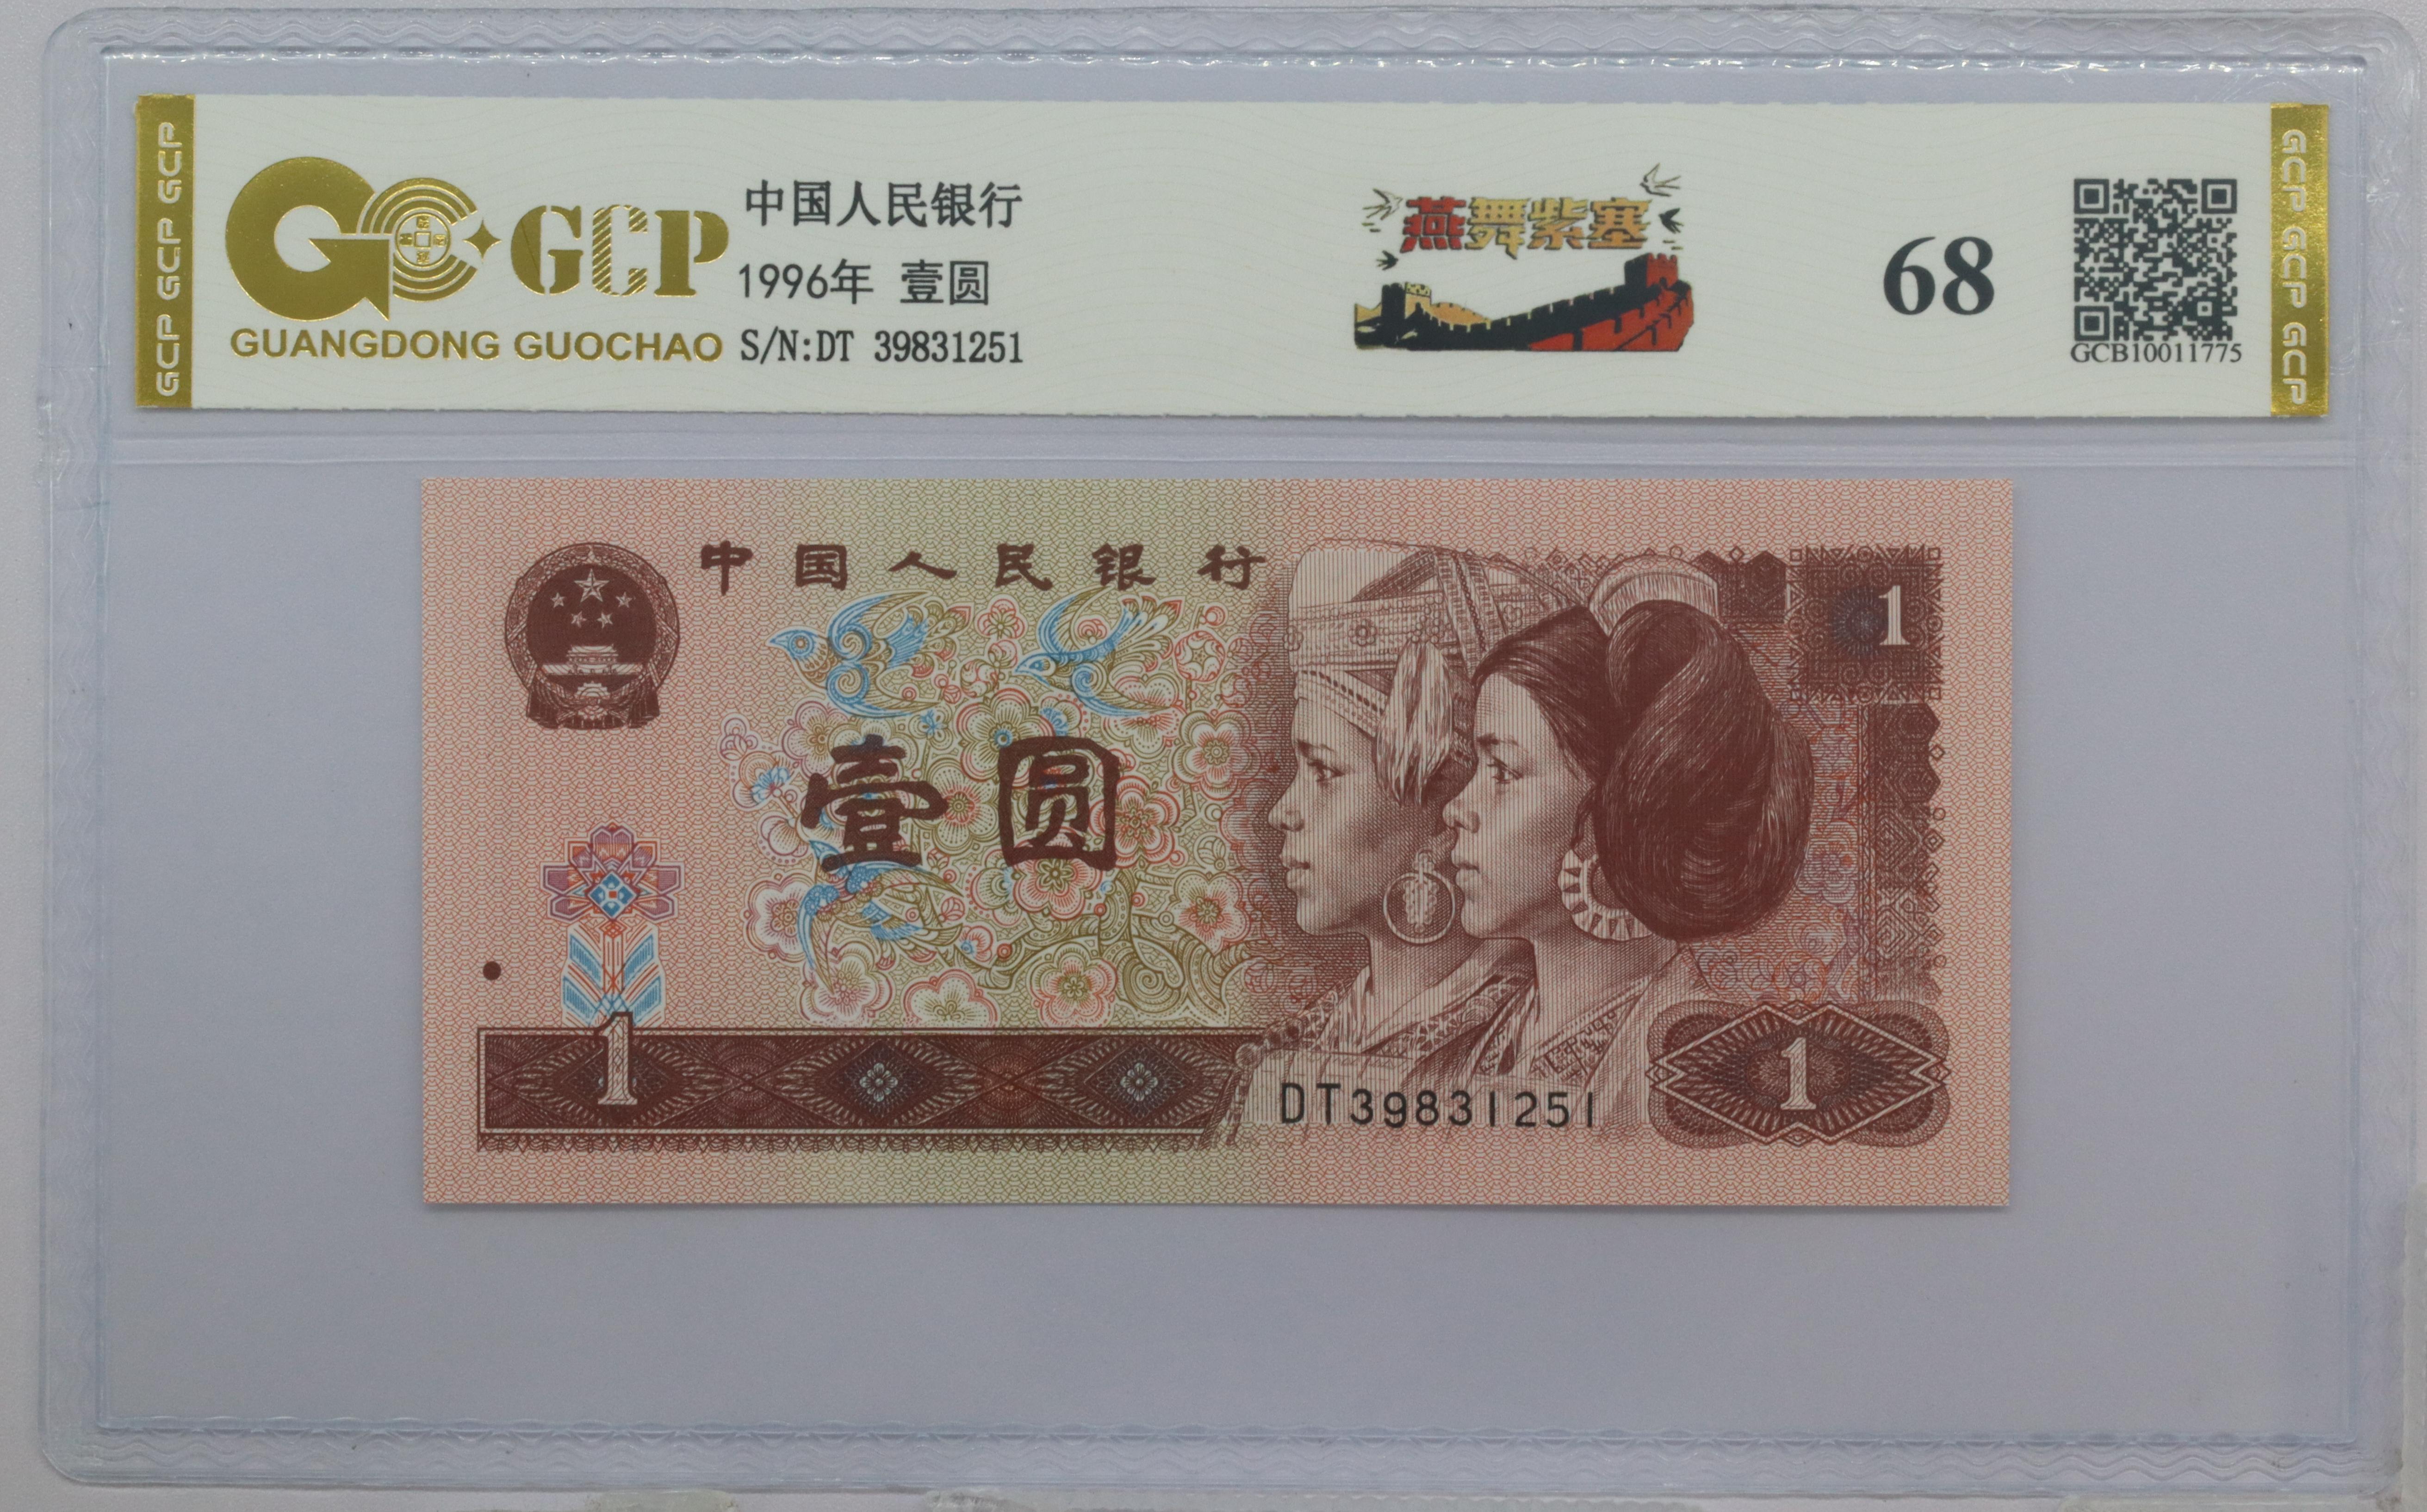 GCP GCP GCP
GCP
GUANGDONG GUOCHAO
中国人民银行
1996年 壹圆
S/N:DT 39831251
燕舞紫塞
68
GCB10011775
GCP GCP GCP
中国人民银行
1
壹圆
1
DT39831251
1